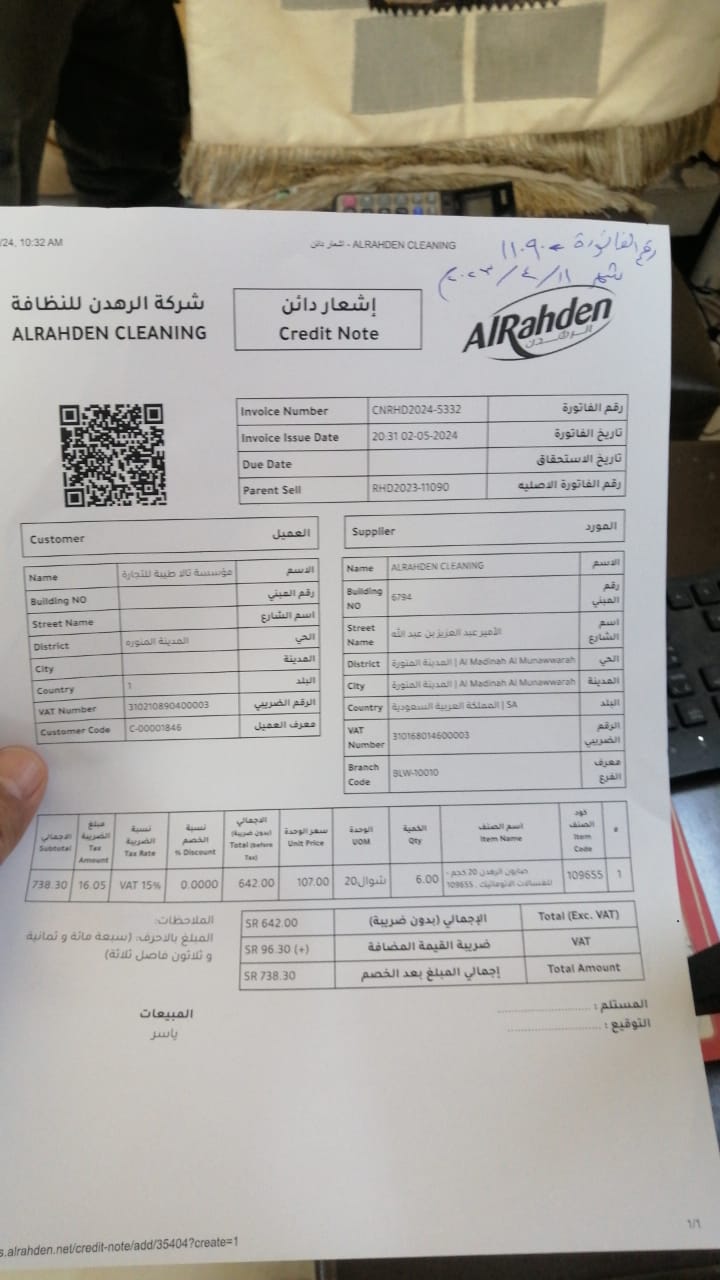 /24, 10:32 AM
اشعار دائن - ALRAHDEN CLEANING
رقم الفاتورة ١١٠٩٠
شهر ١١/٤/٢٠٢٣
شركة الرهدن للنظافة
ALRAHDEN CLEANING
إشعار دائن
Credit Note
AlRahden
الرهدن
Invoice Number CNRHD2024-5332 رقم الفاتورة
Invoice Issue Date 20:31 02-05-2024 تاريخ الفاتورة
Due Date تاريخ الاستحقاق
Parent Sell RHD2023-11090 رقم الفاتورة الاصليه
Customer العميل
Name مؤسسة تالا طيبة للتجارة الاسم
Building NO رقم المبني
Street Name اسم الشارع
District المدينة المنوره الحي
City المدينة
Country 1 البلد
VAT Number 310210890400003 الرقم الضريبي
Customer Code C-00001846 معرف العميل
Supplier المورد
Name ALRAHDEN CLEANING الاسم
Building NO 6794 رقم المبني
Street Name الأمير عبد العزيز بن عبد الله اسم الشارع
District المدينة المنورة | Al Madinah Al Munawwarah الحي
City المدينة المنورة | Al Madinah Al Munawwarah المدينة
Country المملكة العربية السعودية | SA البلد
VAT Number 310168014600003 الرقم الضريبي
Branch Code BLW-10010 معرف الفرع
# كود الصنف Item Code اسم الصنف Item Name الكمية Qty الوحدة UOM سعر الوحدة Unit Price الاجمالي (بدون ضريبة) Total (before Tax) نسبة الخصم % Discount نسبة الضريبة Tax Rate مبلغ الضريبة Tax Amount الاجمالي Subtotal
1 109655 صابون الرهدن 20 كجم - للغسالات الاتوماتيك , 109655 6.00 شوال20 107.00 642.00 0.0000 VAT 15% 16.05 738.30
SR 642.00 الإجمالي (بدون ضريبة) Total (Exc. VAT)
SR 96.30 (+) ضريبة القيمة المضافة VAT
SR 738.30 إجمالي المبلغ بعد الخصم Total Amount
الملاحظات:
المبلغ بالاحرف: (سبعة مائة و ثمانية
و ثلاثون فاصل ثلاثة)
المستلم : ........................
التوقيع : ........................
المبيعات
ياسر
1/1
s.alrahden.net/credit-note/add/35404?create=1